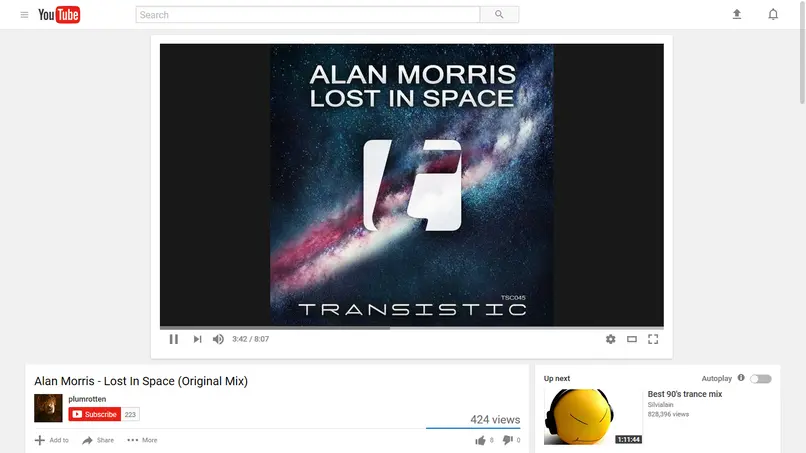 YouTube
Search
ALAN MORRIS
LOST IN SPACE
TSC045
TRANSISTIC
3:42 / 8:07
Alan Morris - Lost In Space (Original Mix)
plumrotten
Subscribe 223
424 views
Add to Share More 8 0
Up next Autoplay
Best 90's trance mix
Silvialain
828,396 views
1:11:44